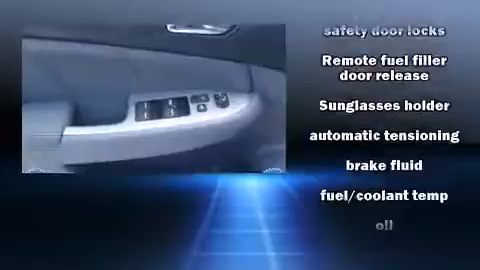 safety door locks
Remote fuel filler
door release
Sunglasses holder
automatic tensioning
brake fluid
fuel/coolant temp
oil